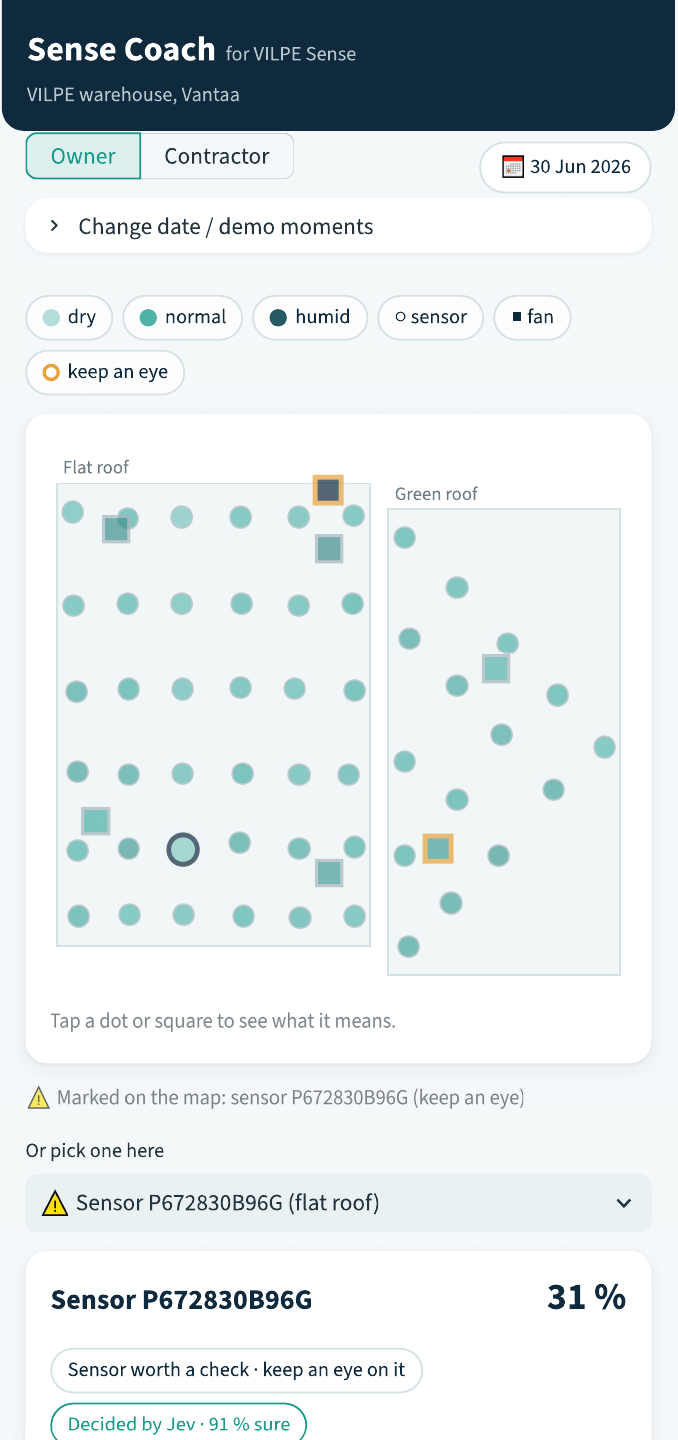 Sense Coach for VILPE Sense
VILPE warehouse, Vantaa
Owner
Contractor
30 Jun 2026
Change date / demo moments
dry
normal
humid
sensor
fan
keep an eye
Flat roof
Green roof
Tap a dot or square to see what it means.
Marked on the map: sensor P672830B96G (keep an eye)
Or pick one here
Sensor P672830B96G (flat roof)
Sensor P672830B96G
31 %
Sensor worth a check · keep an eye on it
Decided by Jev · 91 % sure